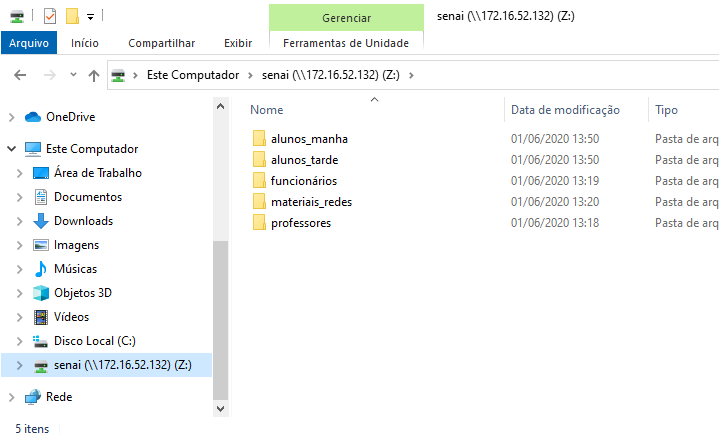 Gerenciar senai (\\172.16.52.132) (Z:)
Arquivo Início Compartilhar Exibir Ferramentas de Unidade
Este Computador senai (\\172.16.52.132) (Z:)
OneDrive
Este Computador
Área de Trabalho
Documentos
Downloads
Imagens
Músicas
Objetos 3D
Vídeos
Disco Local (C:)
senai (\\172.16.52.132) (Z:)
Rede
Nome Data de modificação Tipo
alunos_manha 01/06/2020 13:50 Pasta de arq
alunos_tarde 01/06/2020 13:50 Pasta de arq
funcionários 01/06/2020 13:19 Pasta de arq
materiais_redes 01/06/2020 13:20 Pasta de arq
professores 01/06/2020 13:18 Pasta de arq
5 itens